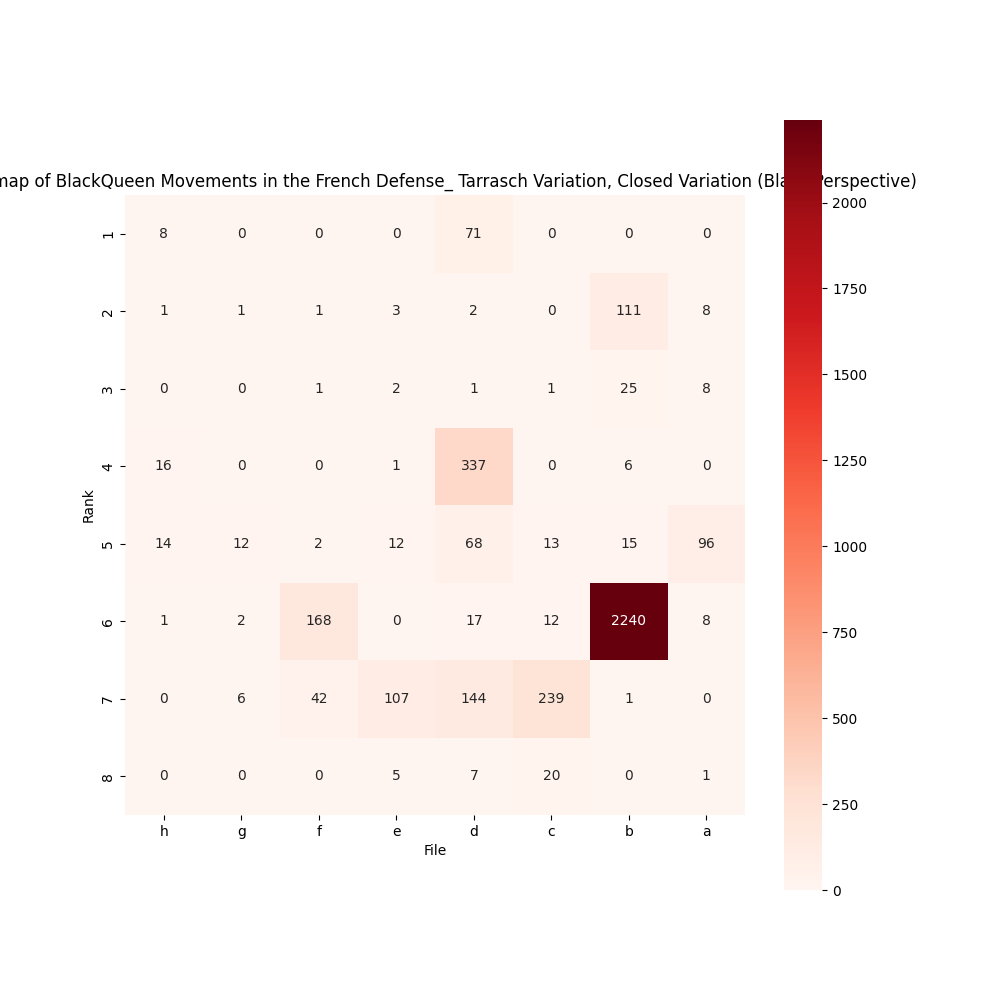 map of BlackQueen Movements in the French Defense_ Tarrasch Variation, Closed Variation (Bla Perspective)
2000
1750
1500
1250
1000
750
500
250
0
Rank
1 8 0 0 0 71 0 0 0
2 1 1 1 3 2 0 111 8
3 0 0 1 2 1 1 25 8
4 16 0 0 1 337 0 6 0
5 14 12 2 12 68 13 15 96
6 1 2 168 0 17 12 2240 8
7 0 6 42 107 144 239 1 0
8 0 0 0 5 7 20 0 1
h g f e d c b a
File